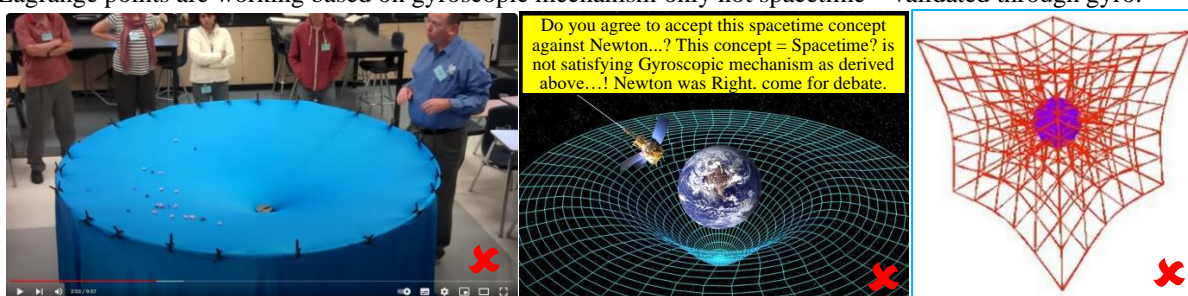 Lagrange points are working based on gyroscopic mechanism only not spacetime – validated through gyro.
Do you agree to accept this spacetime concept
against Newton...? This concept = Spacetime? is
not satisfying Gyroscopic mechanism as derived
above…! Newton was Right. come for debate.